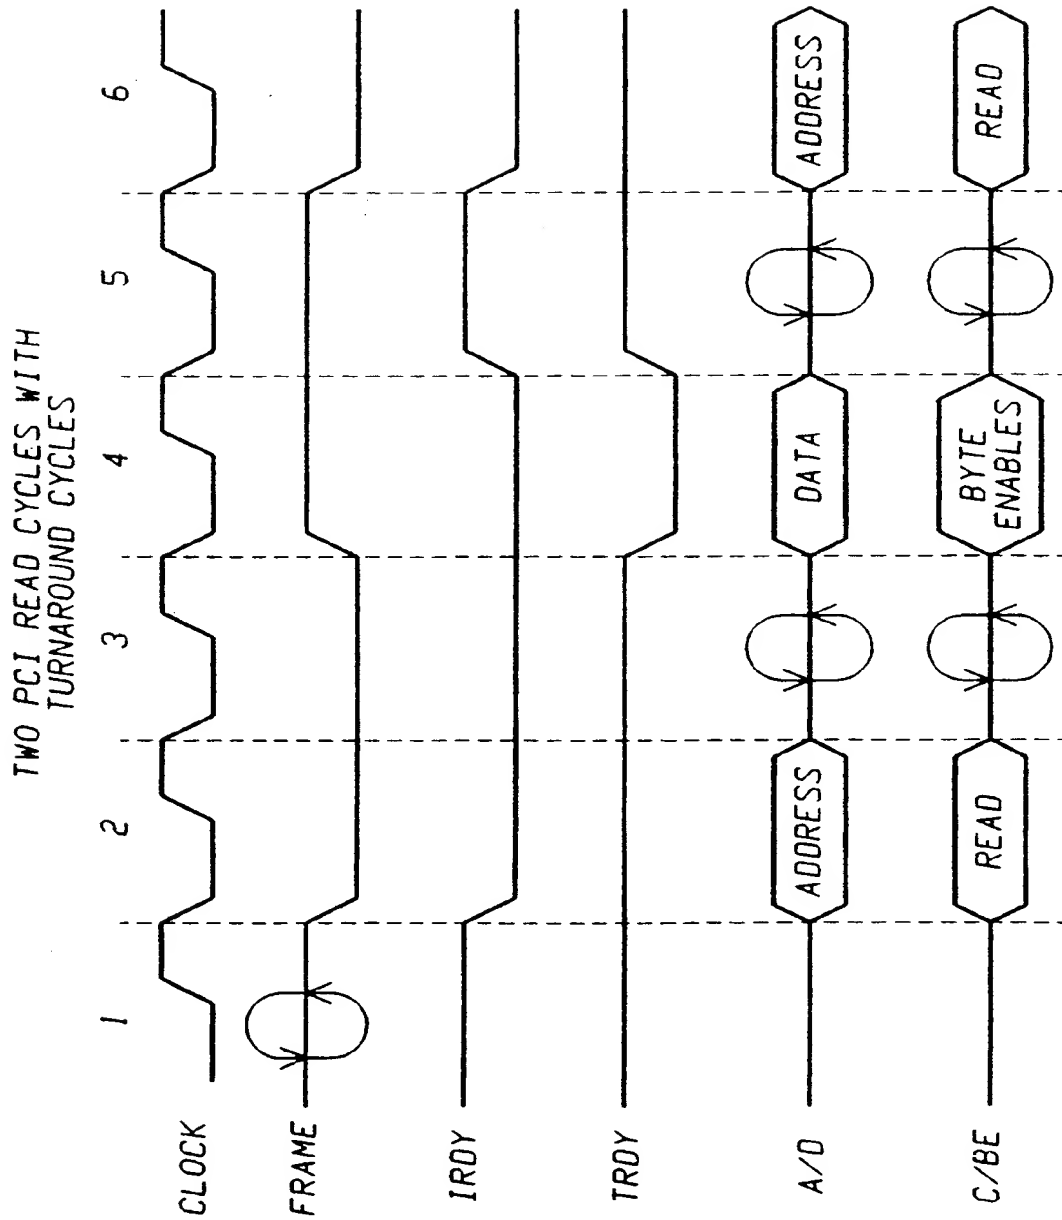 TWO PCI READ CYCLES WITH
TURNAROUND CYCLES
1 2 3 4 5 6
CLOCK
FRAME
IRDY
TRDY
A/D ADDRESS DATA ADDRESS
C/BE READ BYTE READ
ENABLES